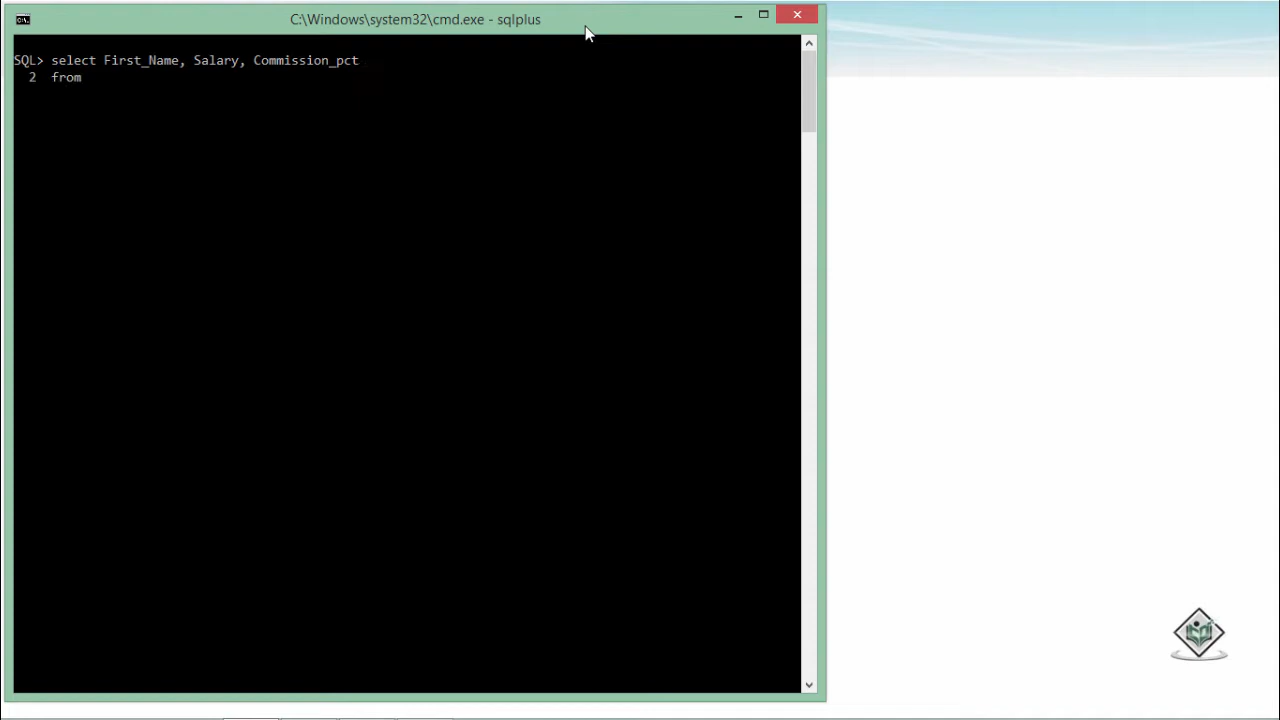 C:\Windows\system32\cmd.exe - sqlplus
SQL> select First_Name, Salary, Commission_pct
2 from